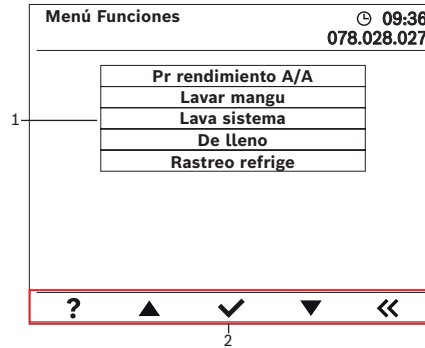 Menú Funciones
09:36
078.028.027
Pr rendimiento A/A
Lavar mangu
1
Lava sistema
De lleno
Rastreo refrige
?
2